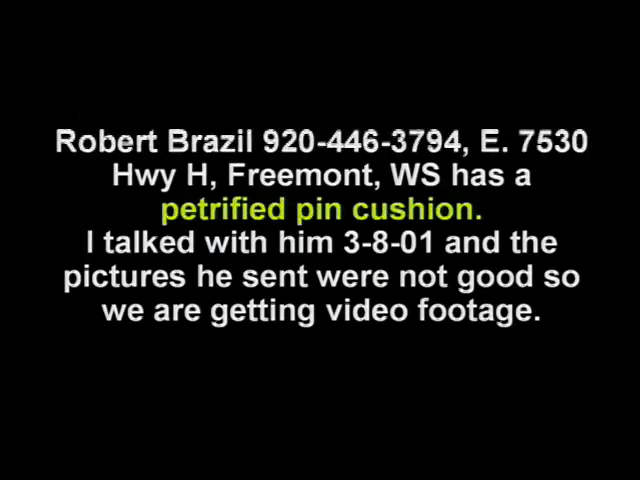 Robert Brazil 920-446-3794, E. 7530
Hwy H, Freemont, WS has a
petrified pin cushion.
I talked with him 3-8-01 and the
pictures he sent were not good so
we are getting video footage.